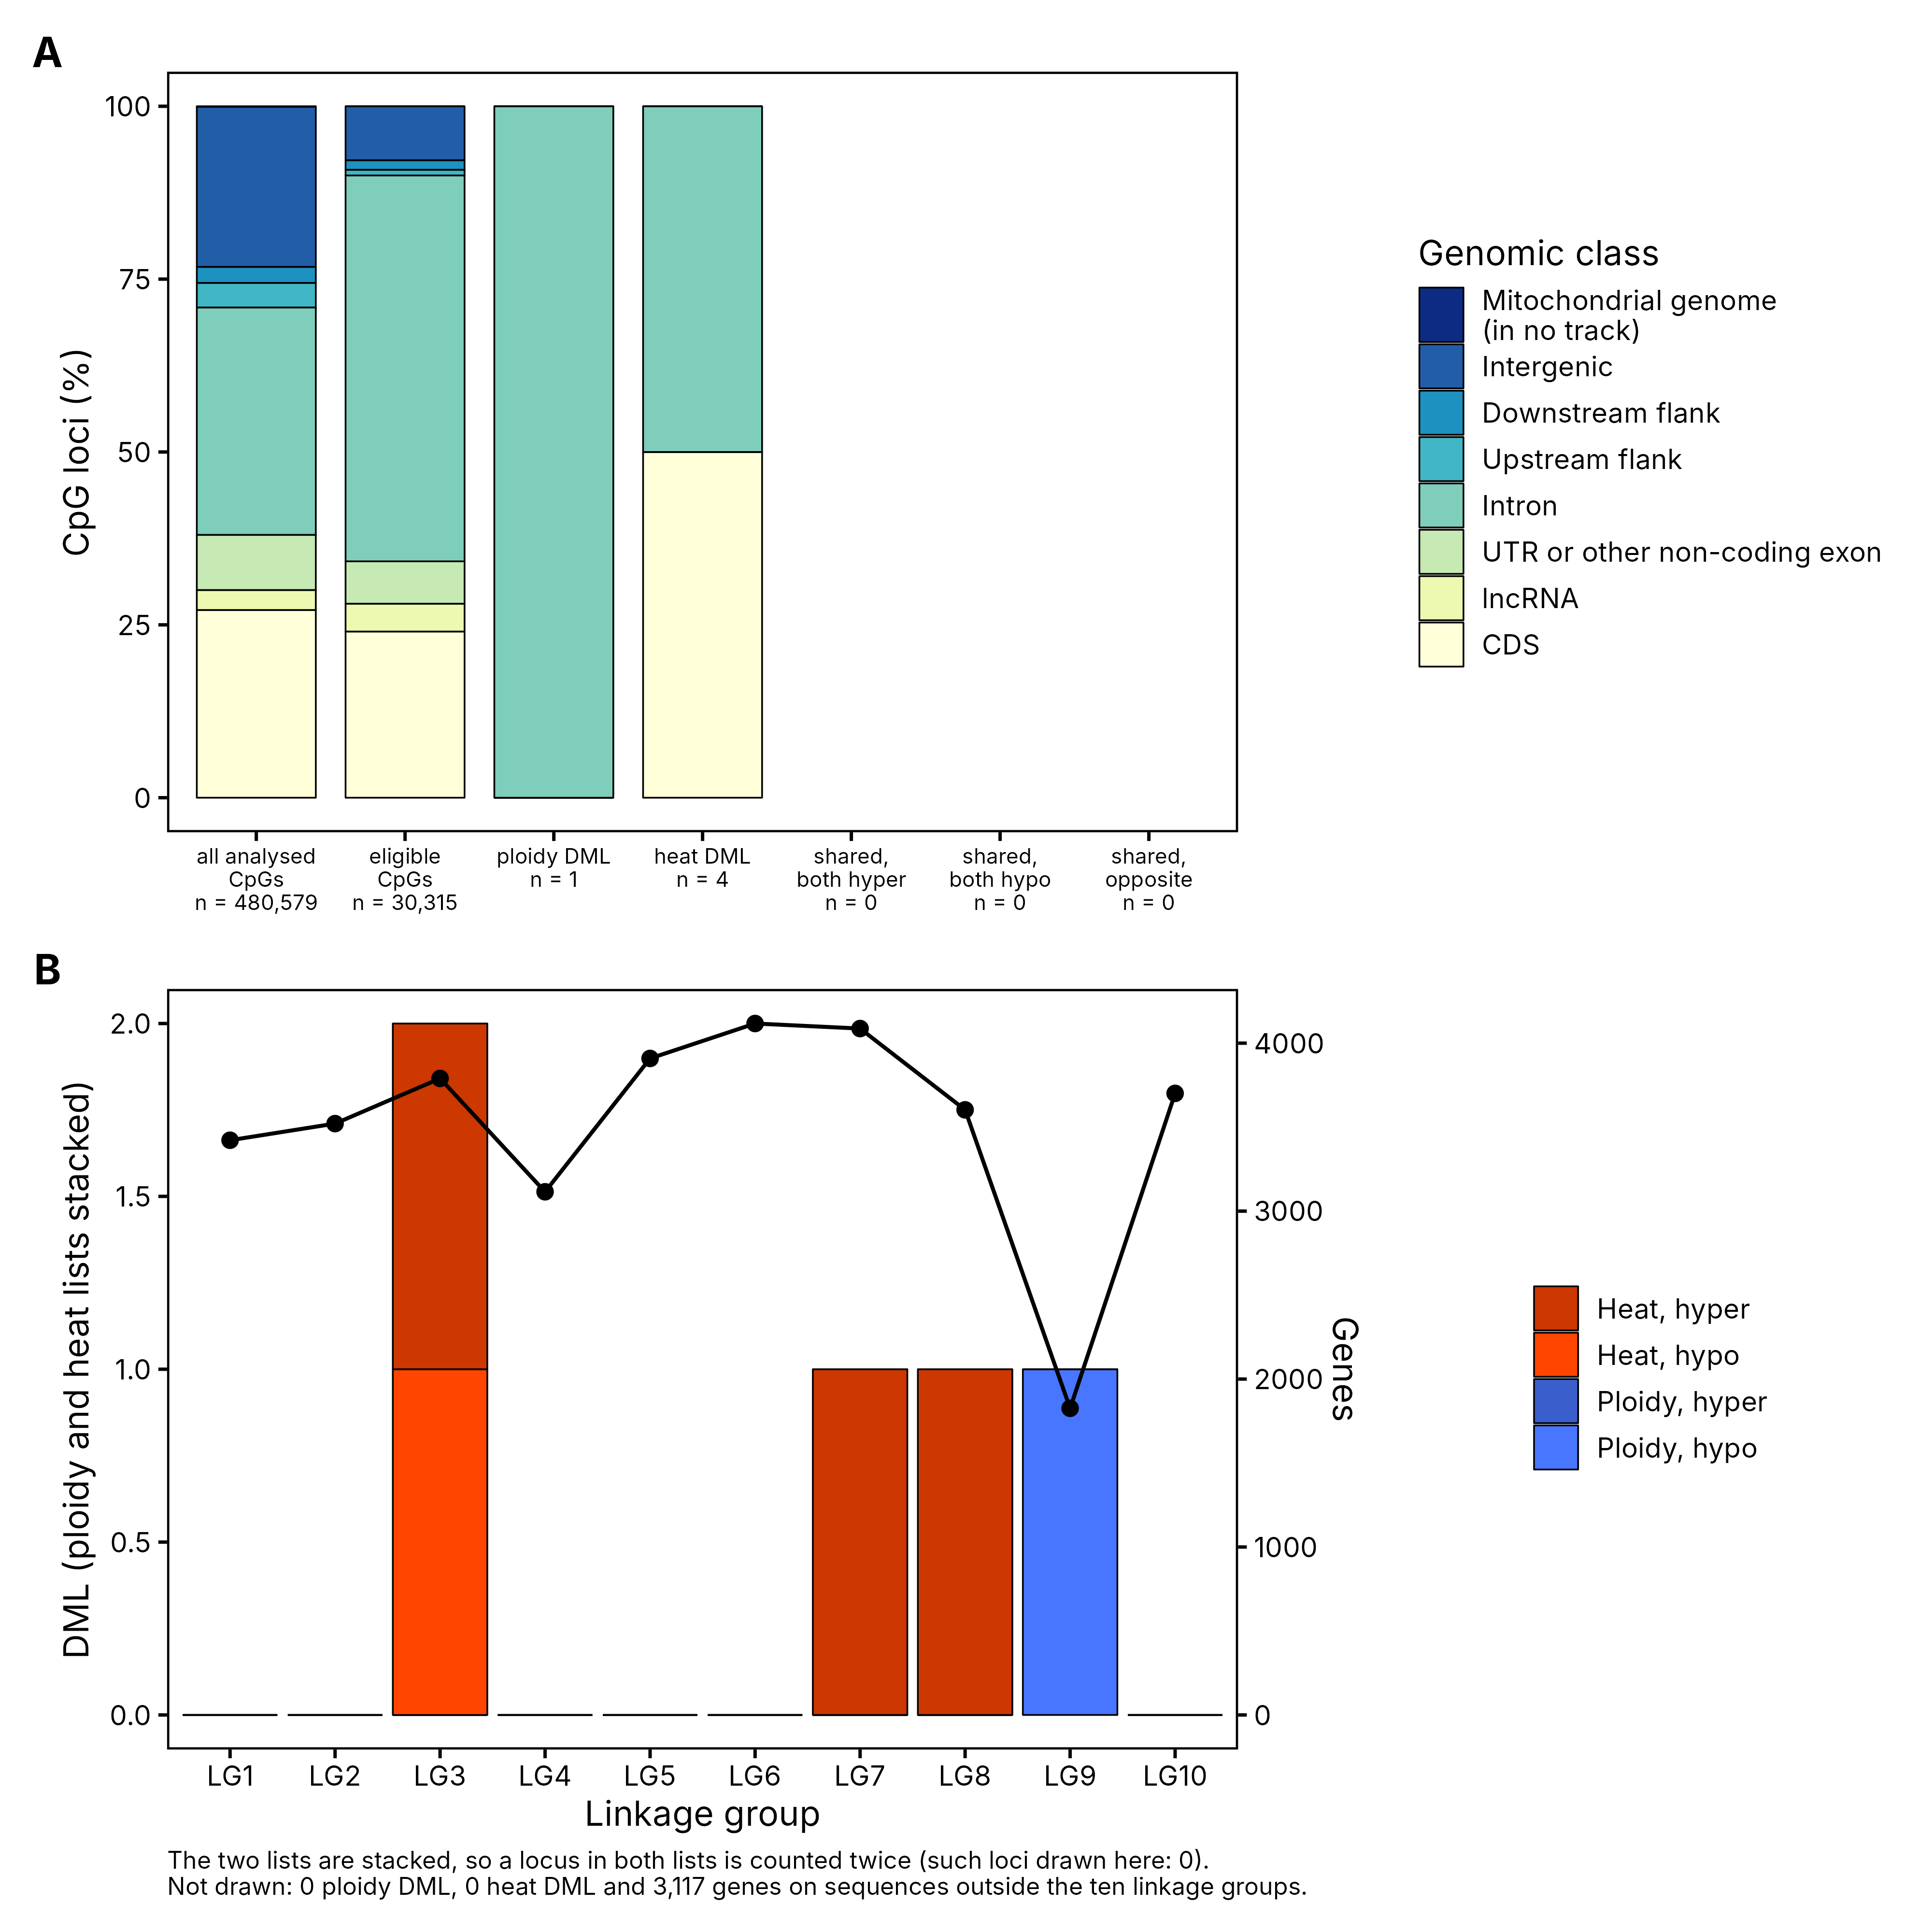 A
CpG loci (%)
100
75
50
25
0
all analysed
CpGs
n = 480,579
eligible
CpGs
n = 30,315
ploidy DML
n = 1
heat DML
n = 4
shared,
both hyper
n = 0
shared,
both hypo
n = 0
shared,
opposite
n = 0
Genomic class
Mitochondrial genome
(in no track)
Intergenic
Downstream flank
Upstream flank
Intron
UTR or other non-coding exon
lncRNA
CDS
B
DML (ploidy and heat lists stacked)
2.0
1.5
1.0
0.5
0.0
4000
3000
2000
1000
0
Genes
LG1
LG2
LG3
LG4
LG5
LG6
LG7
LG8
LG9
LG10
Linkage group
Heat, hyper
Heat, hypo
Ploidy, hyper
Ploidy, hypo
The two lists are stacked, so a locus in both lists is counted twice (such loci drawn here: 0).
Not drawn: 0 ploidy DML, 0 heat DML and 3,117 genes on sequences outside the ten linkage groups.